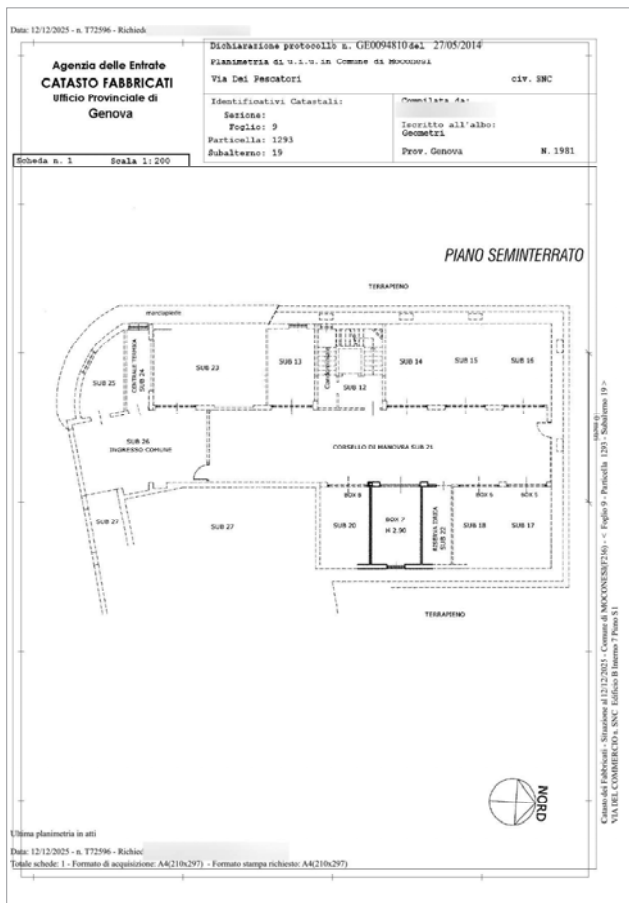 Data: 12/12/2025 - n. T72596 - Richied
Dichiarazione protocollo n. GE0094810 del 27/05/2014
Planimetria di u.i.u. in Comune di Moconesi
Via Dei Pescatori civ. SNC
Agenzia delle Entrate
CATASTO FABBRICATI
Ufficio Provinciale di
Genova
Identificativi Catastali:
Sezione:
Foglio: 9
Particella: 1293
Subalterno: 19
Compilata da:
Iscritto all'albo:
Geometri
Prov. Genova N. 1981
Scheda n. 1 Scala 1:200
PIANO SEMINTERRATO
TERRAPIENO
marciapiede
SUB 25
CENTRALE TERMICA
SUB 24
SUB 23
SUB 13
SUB 12
SUB 14
SUB 15
SUB 16
SUB 26
INGRESSO COMUNE
CORSELLO DI MANOVRA SUB 21
BOX 8
BOX 6
BOX 5
SUB 27
SUB 27
SUB 20
BOX 7
H 2.90
RISERVA IDRICA
SUB 22
SUB 18
SUB 17
TERRAPIENO
NORD
Catasto dei Fabbricati - Situazione al 12/12/2025 - Comune di MOCONESI(F256) - < Foglio 9 - Particella 1293 - Subalterno 19 >
VIA DEL COMMERCIO n. SNC Edificio B Interno 7 Piano S1
Ultima planimetria in atti
Data: 12/12/2025 - n. T72596 - Richied
Totale schede: 1 - Formato di acquisizione: A4(210x297) - Formato stampa richiesto: A4(210x297)